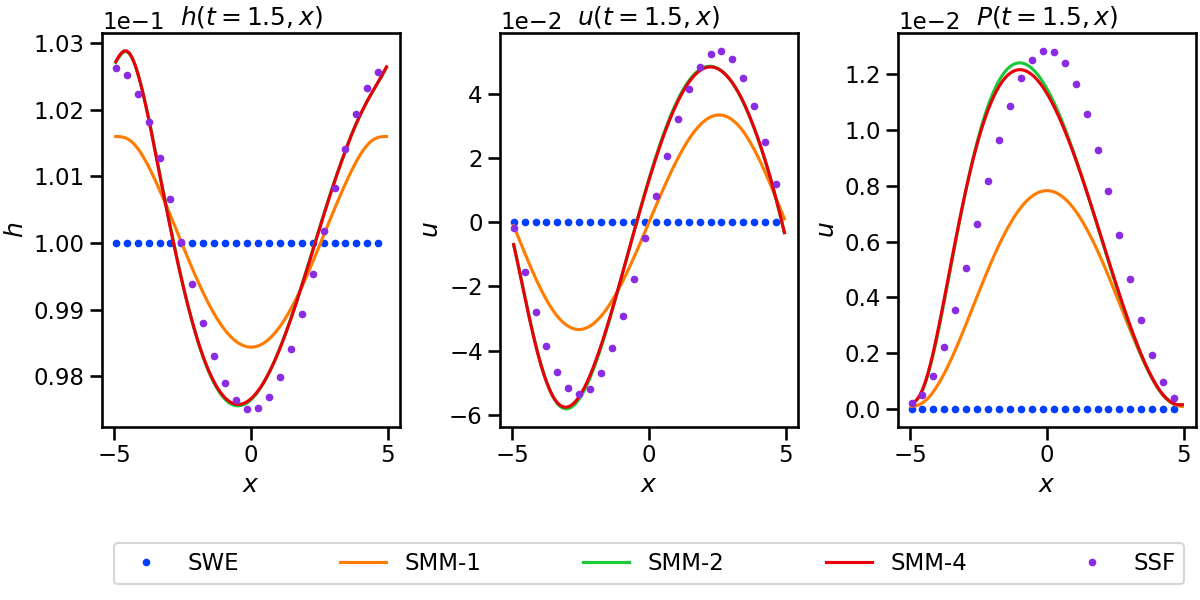 1e−1 h(t = 1.5, x)
1.03
1.02
1.01
1.00
0.99
0.98
h
−5 0 5
x
1e−2 u(t = 1.5, x)
4
2
0
−2
−4
−6
u
−5 0 5
x
1e−2 P(t = 1.5, x)
1.2
1.0
0.8
0.6
0.4
0.2
0.0
u
−5 0 5
x
SWE SMM-1 SMM-2 SMM-4 SSF